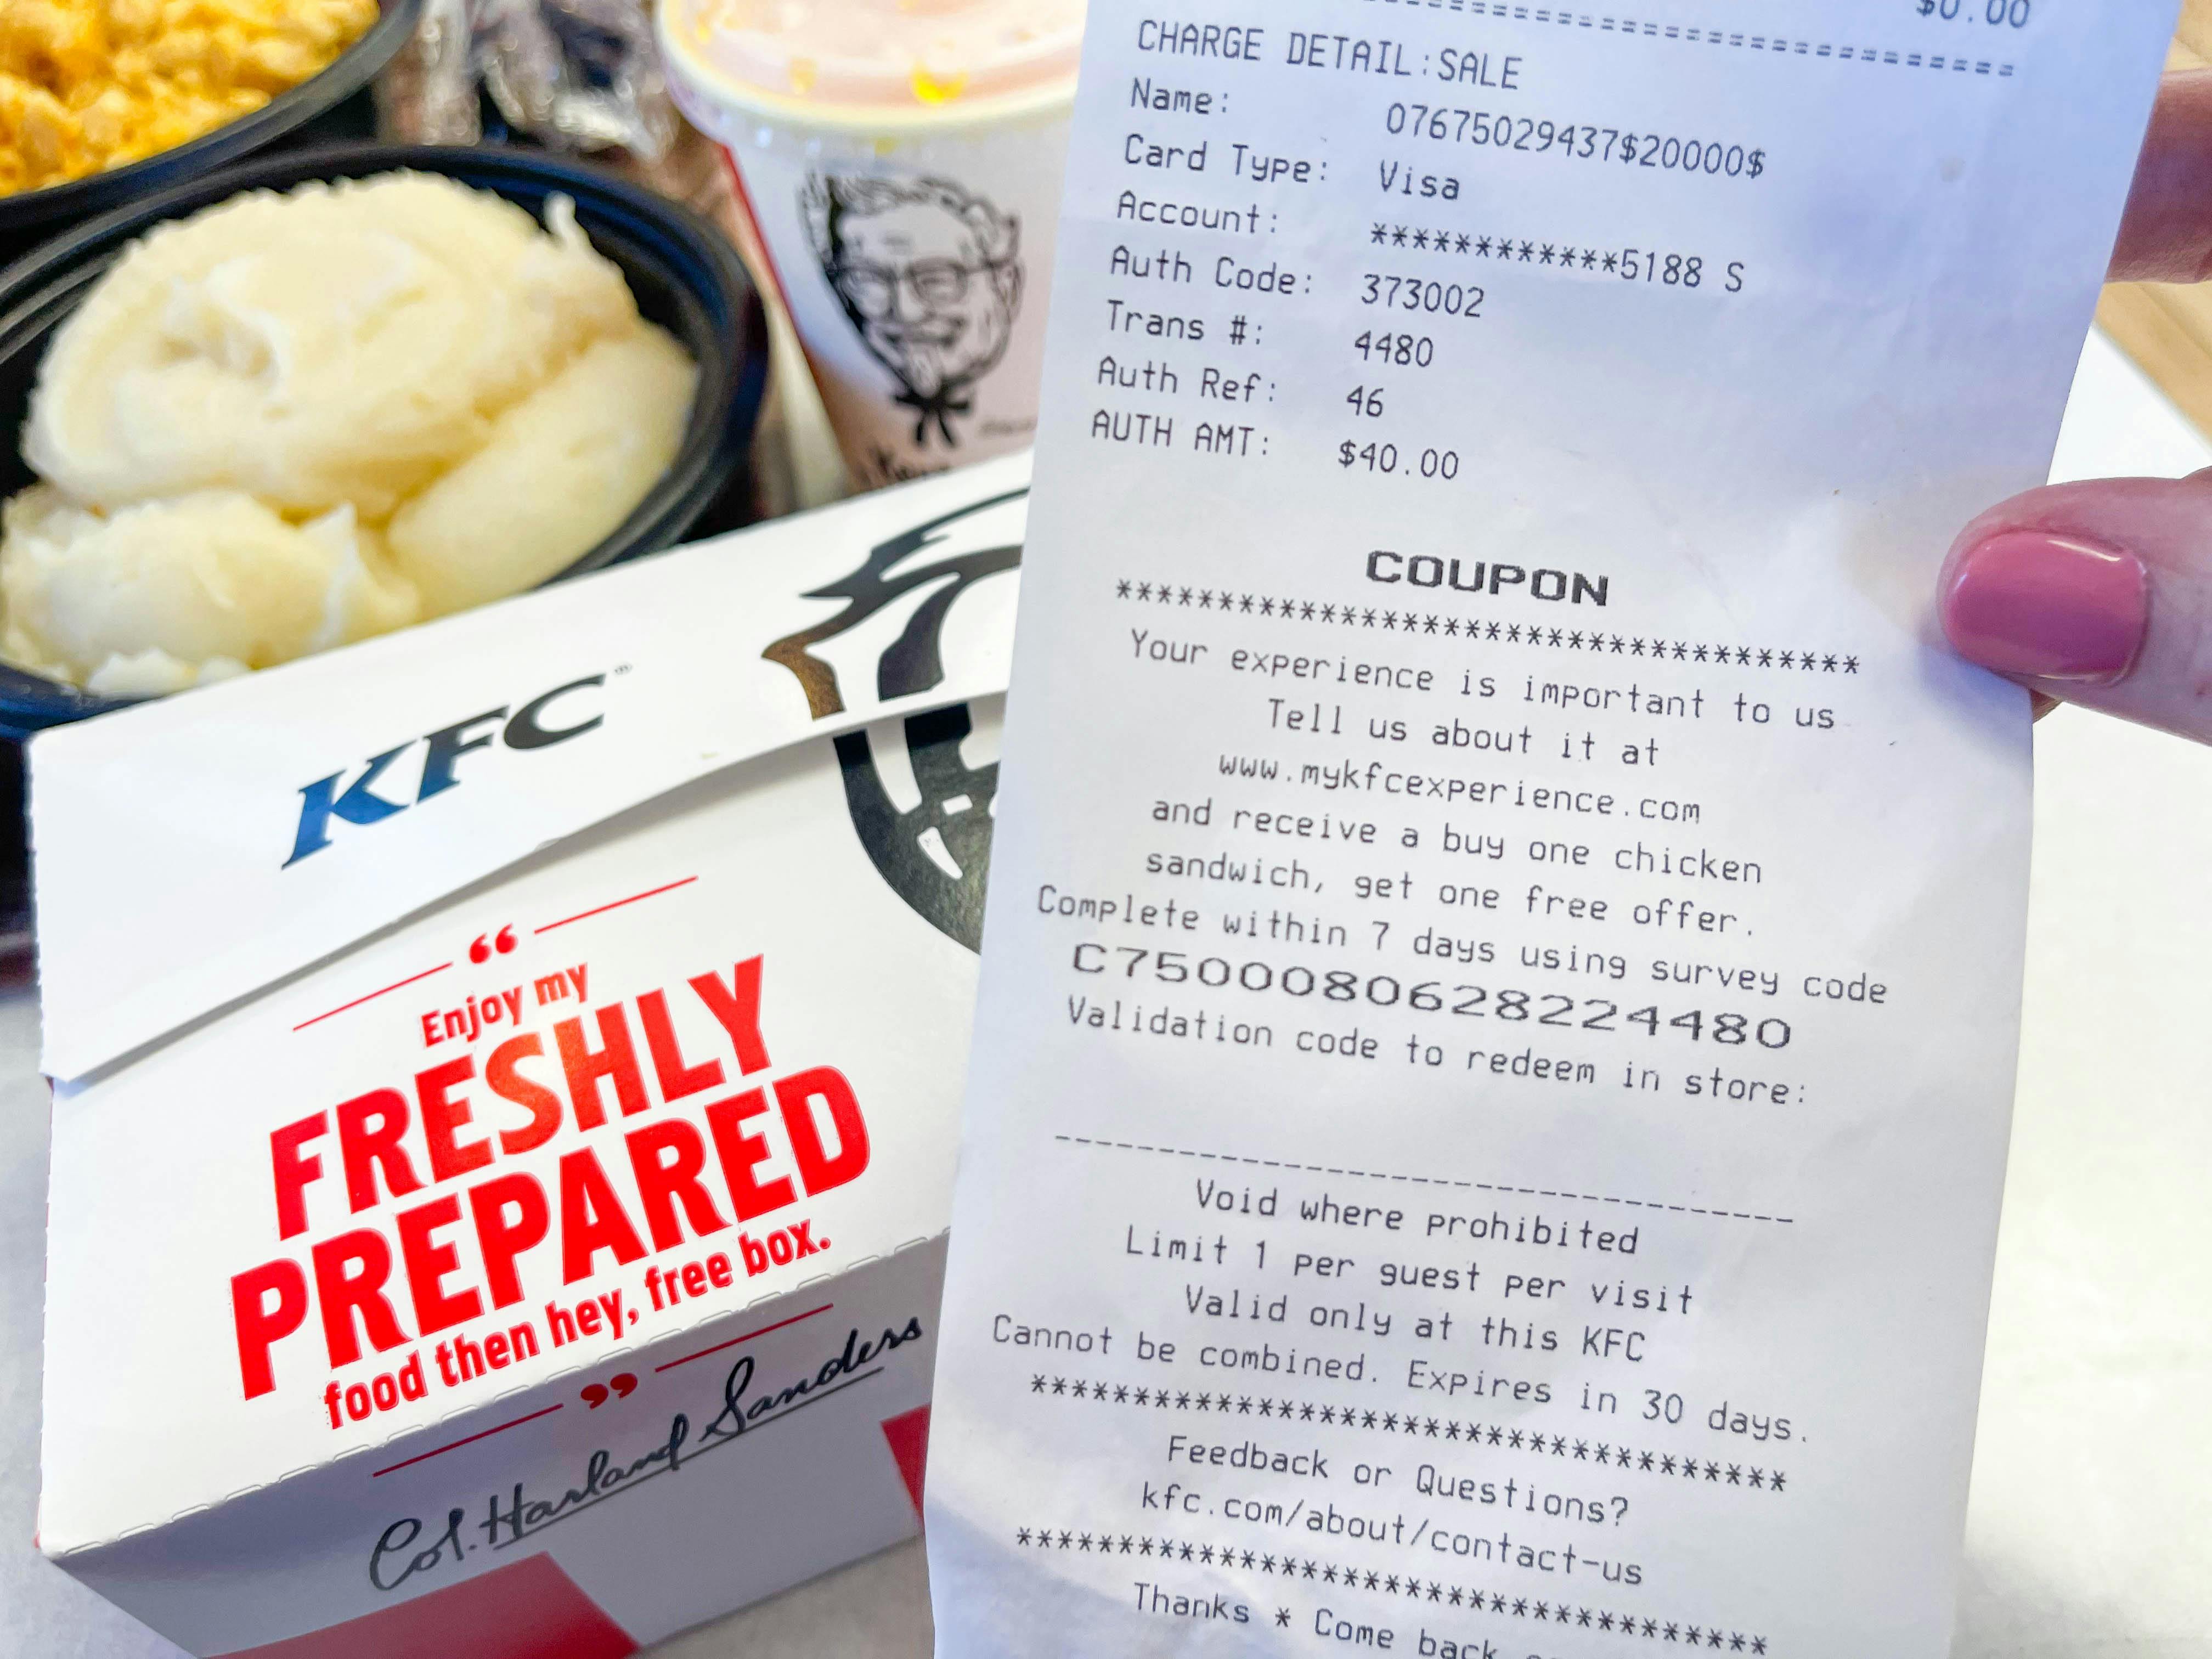 KFC
“
Enjoy my
FRESHLY
PREPARED
food then hey, free box.
”
Col. Harland Sanders
$0.00
====================================
CHARGE DETAIL:SALE
Name: 07675029437$20000$
Card Type: Visa
Account: ************5188 S
Auth Code: 373002
Trans #: 4480
Auth Ref: 46
AUTH AMT: $40.00
COUPON
************************************
Your experience is important to us
Tell us about it at
www.mykfcexperience.com
and receive a buy one chicken
sandwich, get one free offer.
Complete within 7 days using survey code
C7500080628224480
Validation code to redeem in store:
------------------------------------
Void where prohibited
Limit 1 per guest per visit
Valid only at this KFC
Cannot be combined. Expires in 30 days.
************************************
Feedback or Questions?
kfc.com/about/contact-us
************************************
Thanks * Come back